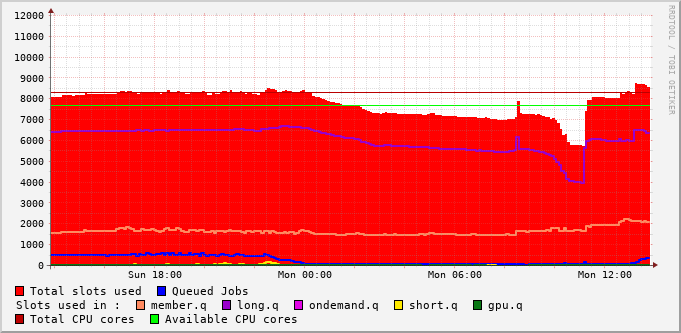 RRDTOOL / TOBI OETIKER
12000
11000
10000
9000
8000
7000
6000
5000
4000
3000
2000
1000
0
Sun 18:00 Mon 00:00 Mon 06:00 Mon 12:00
Total slots used Queued Jobs
Slots used in : member.q long.q ondemand.q short.q gpu.q
Total CPU cores Available CPU cores